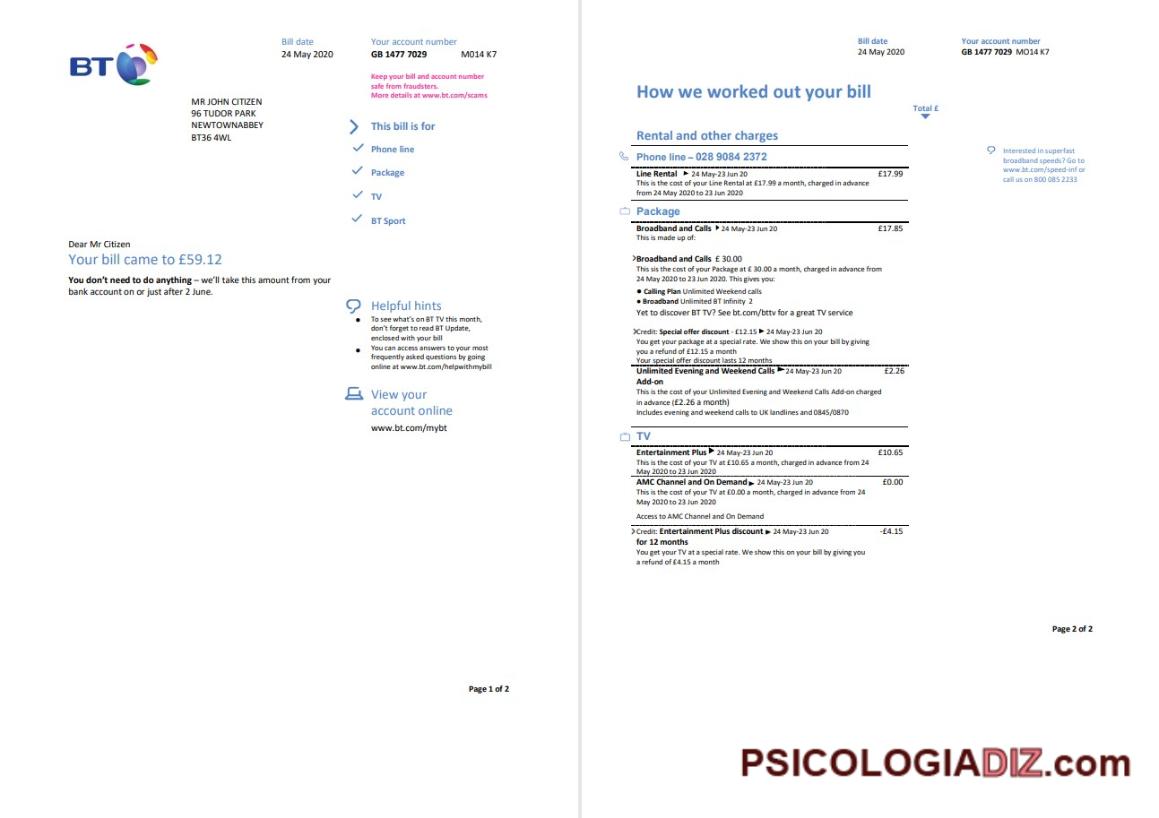 BT
Bill date
24 May 2020
Your account number
GB 1477 7029 M014 K7
Keep your bill and account number
safe from fraudsters.
More details at www.bt.com/scams
MR JOHN CITIZEN
96 TUDOR PARK
NEWTOWNABBEY
BT36 4WL
This bill is for
Phone line
Package
TV
BT Sport
Dear Mr Citizen
Your bill came to £59.12
You don't need to do anything – we'll take this amount from your
bank account on or just after 2 June.
Helpful hints
To see what's on BT TV this month,
don't forget to read BT Update,
enclosed with your bill
You can access answers to your most
frequently asked questions by going
online at www.bt.com/helpwithmybill
View your
account online
www.bt.com/mybt
Page 1 of 2
Bill date
24 May 2020
Your account number
GB 1477 7029 MO14 K7
How we worked out your bill
Total £
Rental and other charges
Phone line – 028 9084 2372
Line Rental 24 May-23 Jun 20 £17.99
This is the cost of your Line Rental at £17.99 a month, charged in advance
from 24 May 2020 to 23 Jun 2020
Interested in superfast
broadband speeds? Go to
www.bt.com/speed-inf or
call us on 800 085 2233
Package
Broadband and Calls 24 May-23 Jun 20 £17.85
This is made up of:
Broadband and Calls £ 30.00
This sis the cost of your Package at £ 30.00 a month, charged in advance from
24 May 2020 to 23 Jun 2020. This gives you:
● Calling Plan Unlimited Weekend calls
● Broadband Unlimited BT Infinity 2
Yet to discover BT TV? See bt.com/bttv for a great TV service
Credit: Special offer discount - £12.15 24 May-23 Jun 20
You get your package at a special rate. We show this on your bill by giving
you a refund of £12.15 a month
Your special offer discount lasts 12 months
Unlimited Evening and Weekend Calls 24 May-23 Jun 20 £2.26
Add-on
This is the cost of your Unlimited Evening and Weekend Calls Add-on charged
in advance (£2.26 a month)
Includes evening and weekend calls to UK landlines and 0845/0870
TV
Entertainment Plus 24 May-23 Jun 20 £10.65
This is the cost of your TV at £10.65 a month, charged in advance from 24
May 2020 to 23 Jun 2020
AMC Channel and On Demand 24 May-23 Jun 20 £0.00
This is the cost of your TV at £0.00 a month, charged in advance from 24
May 2020 to 23 Jun 2020
Access to AMC Channel and On Demand
Credit: Entertainment Plus discount 24 May-23 Jun 20 -£4.15
for 12 months
You get your TV at a special rate. We show this on your bill by giving you
a refund of £4.15 a month
Page 2 of 2
PSICOLOGIADIZ.com